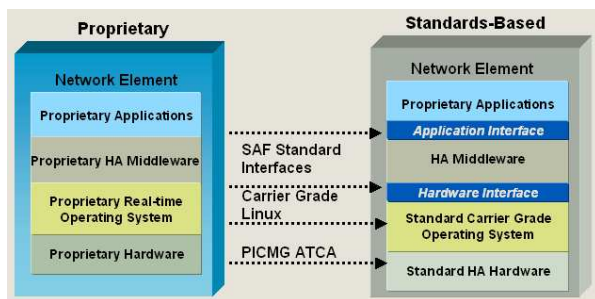 Proprietary
Network Element
Proprietary Applications
Proprietary HA Middleware
Proprietary Real-time
Operating System
Proprietary Hardware
SAF Standard
Interfaces
Carrier Grade
Linux
PICMG ATCA
Standards-Based
Network Element
Proprietary Applications
Application Interface
HA Middleware
Hardware Interface
Standard Carrier Grade
Operating System
Standard HA Hardware